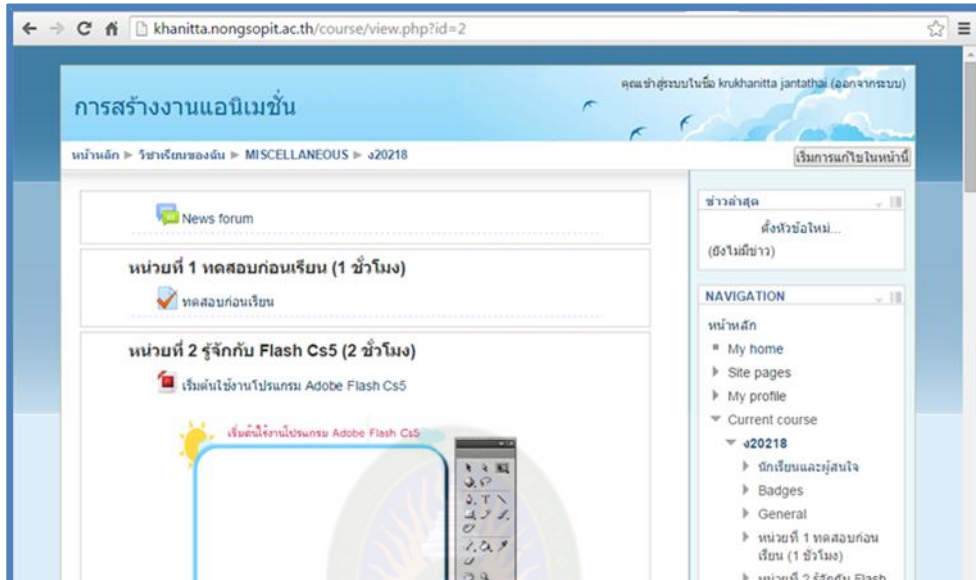 khanitta.nongsopit.ac.th/course/view.php?id=2
คุณเข้าสู่ระบบในชื่อ krukhanitta jantathai (ออกจากระบบ)
การสร้างงานแอนิเมชั่น
หน้าหลัก ► วิชาเรียนของฉัน ► MISCELLANEOUS ► ง20218
เริ่มการแก้ไขในหน้านี้
News forum
หน่วยที่ 1 ทดสอบก่อนเรียน (1 ชั่วโมง)
ทดสอบก่อนเรียน
หน่วยที่ 2 รู้จักกับ Flash Cs5 (2 ชั่วโมง)
เริ่มต้นใช้งานโปรแกรม Adobe Flash Cs5
เริ่มต้นใช้งานโปรแกรม Adobe Flash Cs5
ข่าวล่าสุด
ตั้งหัวข้อใหม่...
(ยังไม่มีข่าว)
NAVIGATION
หน้าหลัก
My home
Site pages
My profile
Current course
ง20218
นักเรียนและผู้สนใจ
Badges
General
หน่วยที่ 1 ทดสอบก่อน
เรียน (1 ชั่วโมง)
หน่วยที่ 2 รู้จักกับ Flash